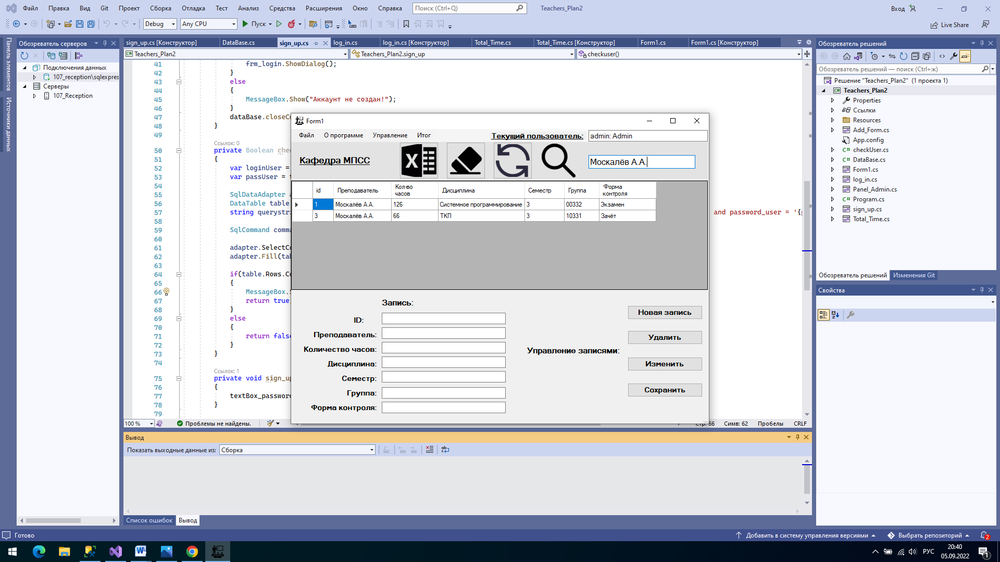 Файл Правка Вид Git Проект Сборка Отладка Тест Анализ Средства Расширения Окно Справка Поиск (Ctrl+Q) Teachers_Plan2 Вход
Debug Any CPU Пуск Live Share
Панель элементов
Источники данных
Обозреватель серверов
Подключения данных
107_reception\sqlexpres
Серверы
107_Reception
sign_up.cs [Конструктор] DataBase.cs sign_up.cs log_in.cs log_in.cs [Конструктор] Total_Time.cs Total_Time.cs [Конструктор] Form1.cs Form1.cs [Конструктор]
Teachers_Plan2 Teachers_Plan2.sign_up checkuser()
41 frm_login.ShowDialog();
42 }
43 else
44 {
45 MessageBox.Show("Аккаунт не создан!");
46 }
47 dataBase.closeCo
48 }
49
Ссылок: 0
50 private Boolean chec
51 {
52 var loginUser =
53 var passUser = t
54
55 SqlDataAdapter a
56 DataTable table
57 string querystri and password_user = '{p
58
59 SqlCommand comma
60
61 adapter.SelectCo
62 adapter.Fill(tab
63
64 if(table.Rows.Co
65 {
66 MessageBox.S
67 return true
68 }
69 else
70 {
71 return false
72 }
73 }
74
Ссылок: 1
75 private void sign_up
76 {
77 textBox_password
78 }
79
100 % Проблемы не найдены. Стр: 66 Симв: 62 Пробелы CRLF
Form1
Файл О программе Управление Итог Текущий пользователь: admin: Admin
Кафедра МПСС Москалёв А.А.
id Преподаватель Кол-во часов Дисциплина Семестр Группа Форма контроля
1 Москалёв А.А. 126 Системное программирование 3 00332 Экзамен
3 Москалёв А.А. 66 ТКП 3 10331 Зачёт
Запись:
ID:
Преподаватель:
Количество часов:
Дисциплина:
Семестр:
Группа:
Форма контроля:
Управление записями:
Новая запись
Удалить
Изменить
Сохранить
Вывод
Показать выходные данные из: Сборка
Список ошибок Вывод
Обозреватель решений
Обозреватель решений — поиск (Ctrl+ж)
Решение "Teachers_Plan2" (1 проекта 1)
Teachers_Plan2
Properties
Ссылки
Resources
Add_Form.cs
App.config
checkUser.cs
DataBase.cs
Form1.cs
log_in.cs
Panel_Admin.cs
Program.cs
sign_up.cs
Total_Time.cs
Обозреватель решений Изменения Git
Свойства
Готово Добавить в систему управления версиями Выбрать репозиторий 2
РУС 20:40 05.09.2022 1